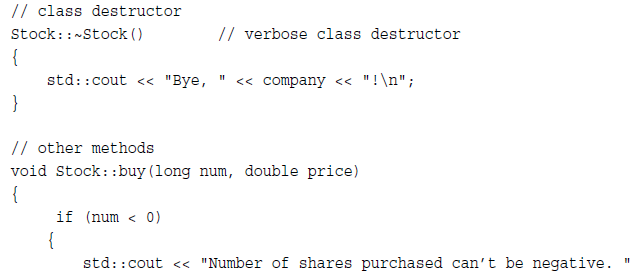 // class destructor
Stock::~Stock()        // verbose class destructor
{
    std::cout << "Bye, " << company << "!\n";
}

// other methods
void Stock::buy(long num, double price)
{
     if (num < 0)
    {
        std::cout << "Number of shares purchased can’t be negative. "